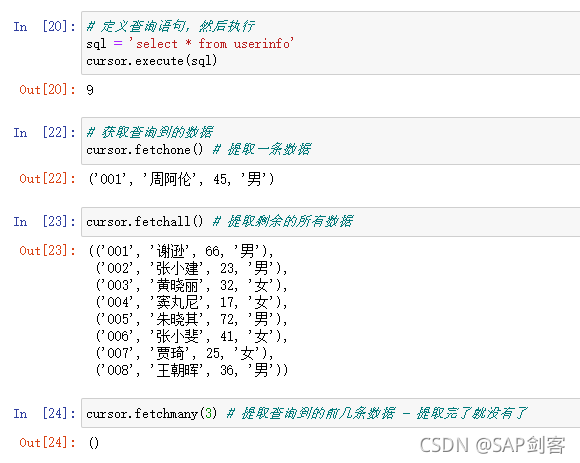 In [20]: # 定义查询语句，然后执行
sql = 'select * from userinfo'
cursor.execute(sql)
Out[20]: 9
In [22]: # 获取查询到的数据
cursor.fetchone() # 提取一条数据
Out[22]: ('001', '周阿伦', 45, '男')
In [23]: cursor.fetchall() # 提取剩余的所有数据
Out[23]: (('001', '谢逊', 66, '男'),
('002', '张小建', 23, '男'),
('003', '黄晓丽', 32, '女'),
('004', '窦丸尼', 17, '女'),
('005', '朱晓其', 72, '男'),
('006', '张小斐', 41, '女'),
('007', '贾琦', 25, '女'),
('008', '王朝晖', 36, '男'))
In [24]: cursor.fetchmany(3) # 提取查询到的前几条数据 - 提取完了就没有了
Out[24]: ()
CSDN @SAP剑客